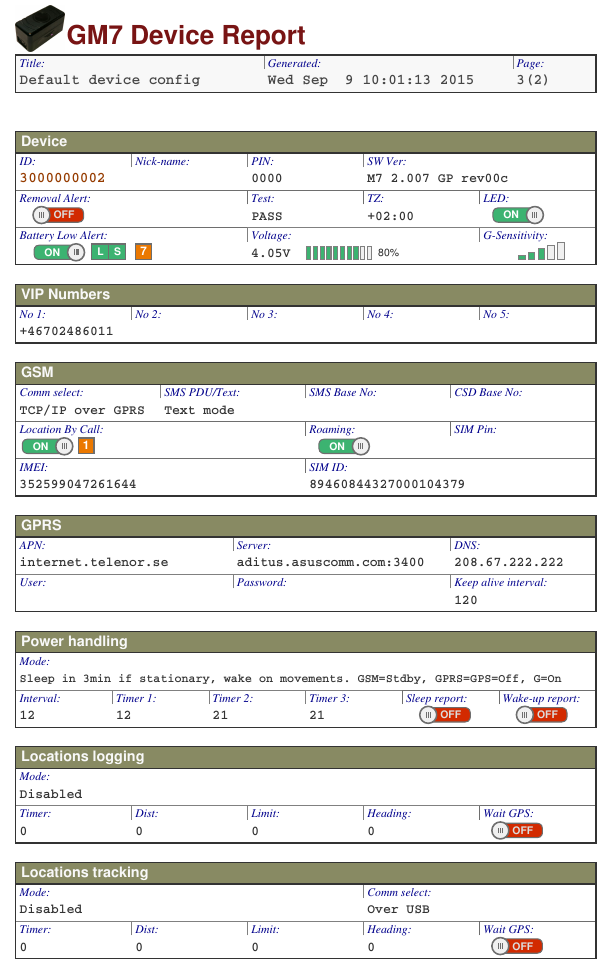 GM7 Device Report
Title: Generated: Page:
Default device config Wed Sep 9 10:01:13 2015 3(2)
Device
ID: Nick-name: PIN: SW Ver:
3000000002 0000 M7 2.007 GP rev00c
Removal Alert: Test: TZ: LED:
OFF PASS +02:00 ON
Battery Low Alert: Voltage: G-Sensitivity:
ON L S 7 4.05V 80%
VIP Numbers
No 1: No 2: No 3: No 4: No 5:
+46702486011
GSM
Comm select: SMS PDU/Text: SMS Base No: CSD Base No:
TCP/IP over GPRS Text mode
Location By Call: Roaming: SIM Pin:
ON 1 ON
IMEI: SIM ID:
352599047261644 89460844327000104379
GPRS
APN: Server: DNS:
internet.telenor.se aditus.asuscomm.com:3400 208.67.222.222
User: Password: Keep alive interval:
120
Power handling
Mode:
Sleep in 3min if stationary, wake on movements. GSM=Stdby, GPRS=GPS=Off, G=On
Interval: Timer 1: Timer 2: Timer 3: Sleep report: Wake-up report:
12 12 21 21 OFF OFF
Locations logging
Mode:
Disabled
Timer: Dist: Limit: Heading: Wait GPS:
0 0 0 0 OFF
Locations tracking
Mode: Comm select:
Disabled Over USB
Timer: Dist: Limit: Heading: Wait GPS:
0 0 0 0 OFF